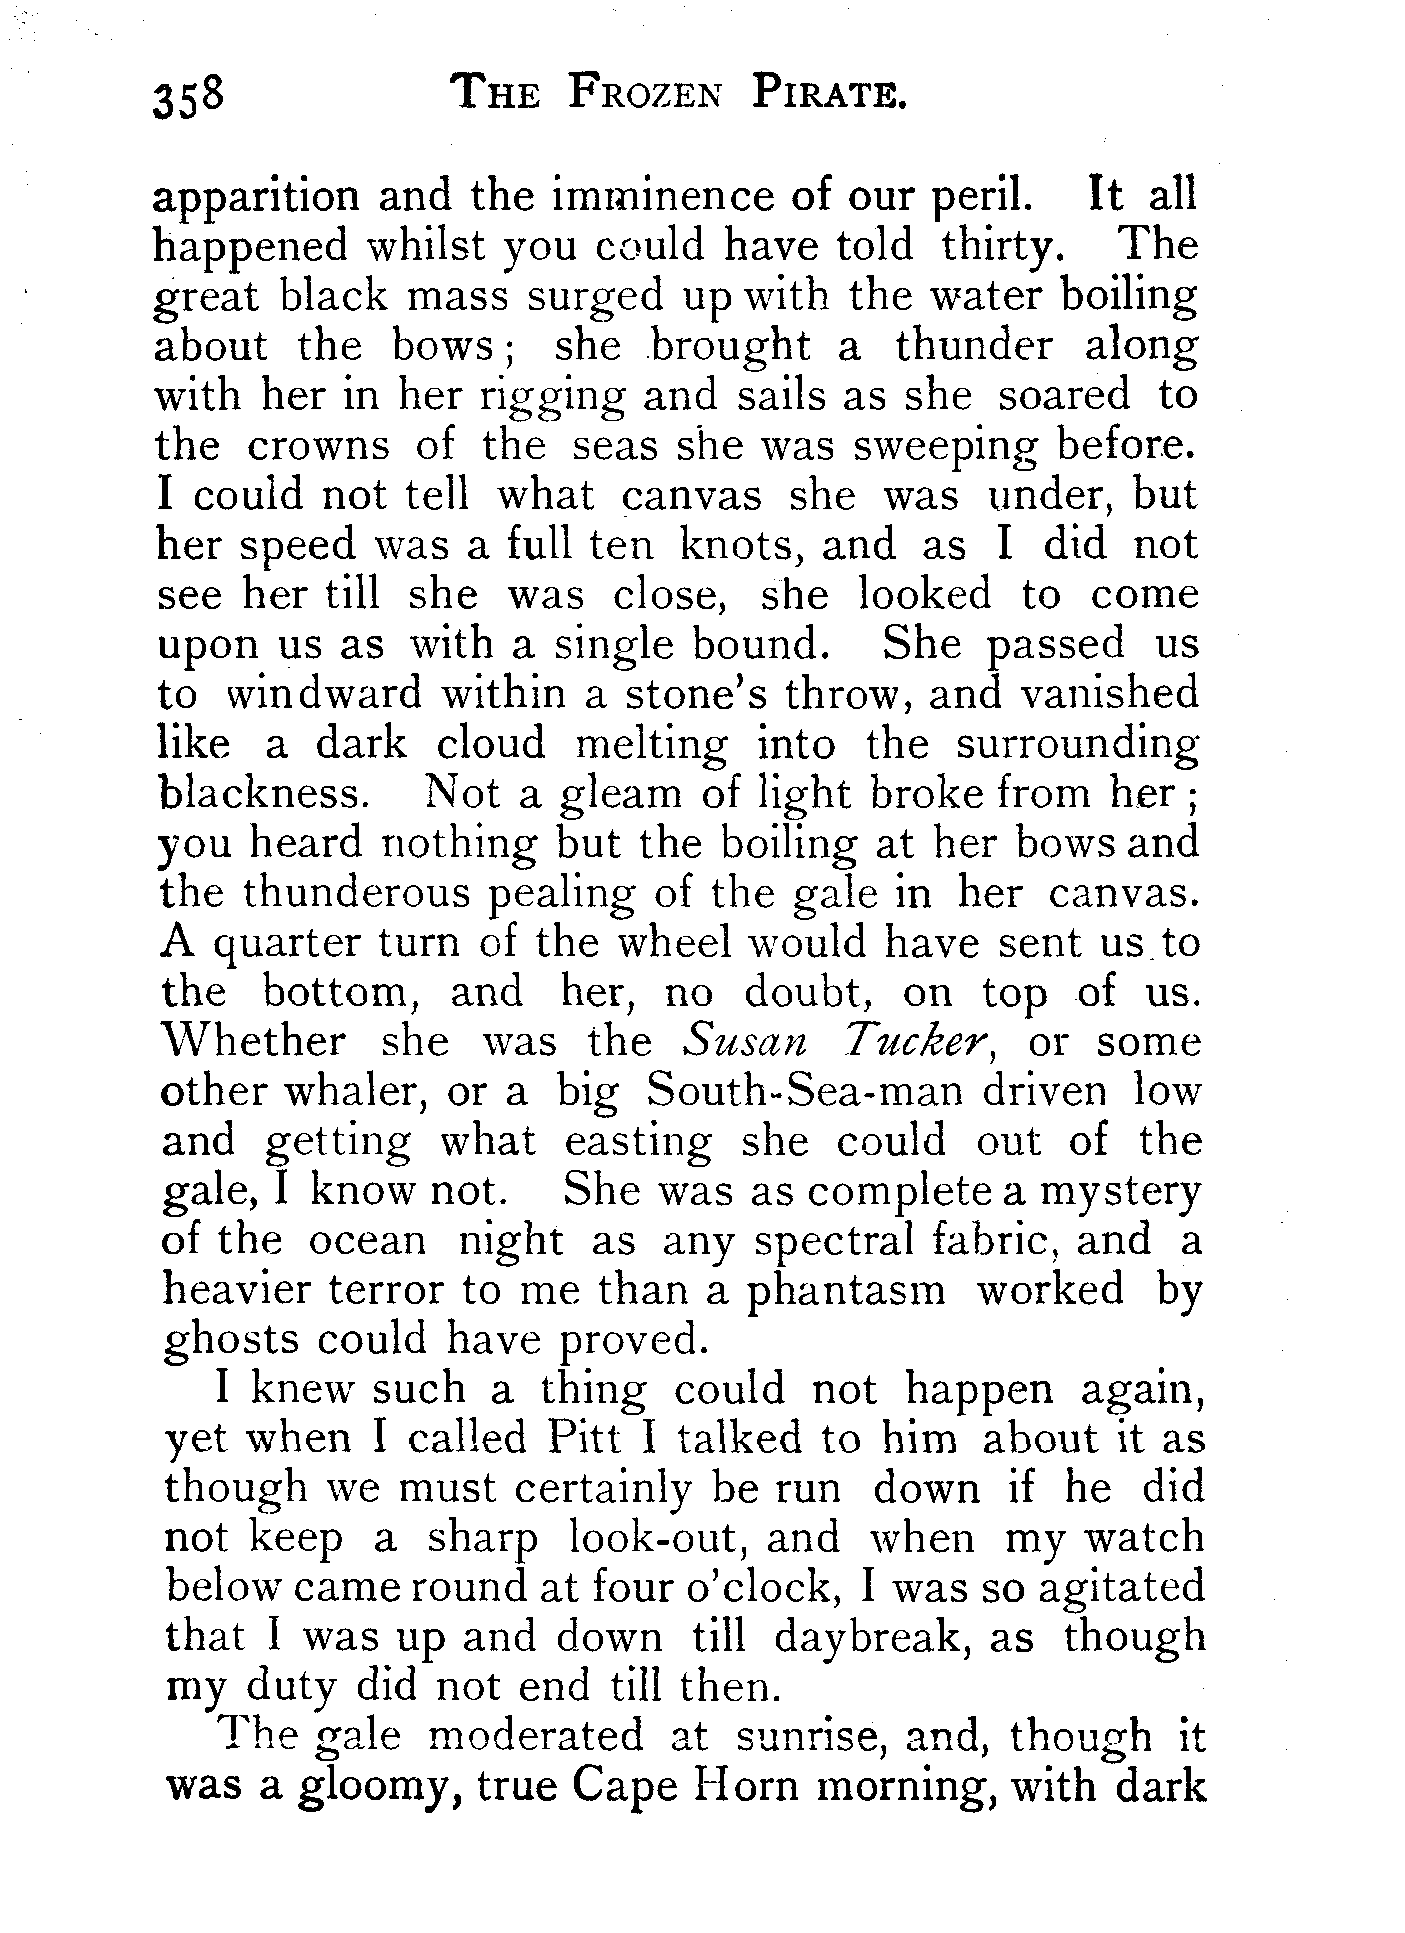 358 THE FROZEN PIRATE.
apparition and the imminence of our peril. It all
happened whilst you could have told thirty. The
great black mass surged up with the water boiling
about the bows ; she brought a thunder along
with her in her rigging and sails as she soared to
the crowns of the seas she was sweeping before.
I could not tell what canvas she was under, but
her speed was a full ten knots, and as I did not
see her till she was close, she looked to come
upon us as with a single bound. She passed us
to windward within a stone's throw, and vanished
like a dark cloud melting into the surrounding
blackness. Not a gleam of light broke from her ;
you heard nothing but the boiling at her bows and
the thunderous pealing of the gale in her canvas.
A quarter turn of the wheel would have sent us to
the bottom, and her, no doubt, on top of us.
Whether she was the Susan Tucker, or some
other whaler, or a big South-Sea-man driven low
and getting what easting she could out of the
gale, I know not. She was as complete a mystery
of the ocean night as any spectral fabric, and a
heavier terror to me than a phantasm worked by
ghosts could have proved.
I knew such a thing could not happen again,
yet when I called Pitt I talked to him about it as
though we must certainly be run down if he did
not keep a sharp look-out, and when my watch
below came round at four o'clock, I was so agitated
that I was up and down till daybreak, as though
my duty did not end till then.
The gale moderated at sunrise, and, though it
was a gloomy, true Cape Horn morning, with dark